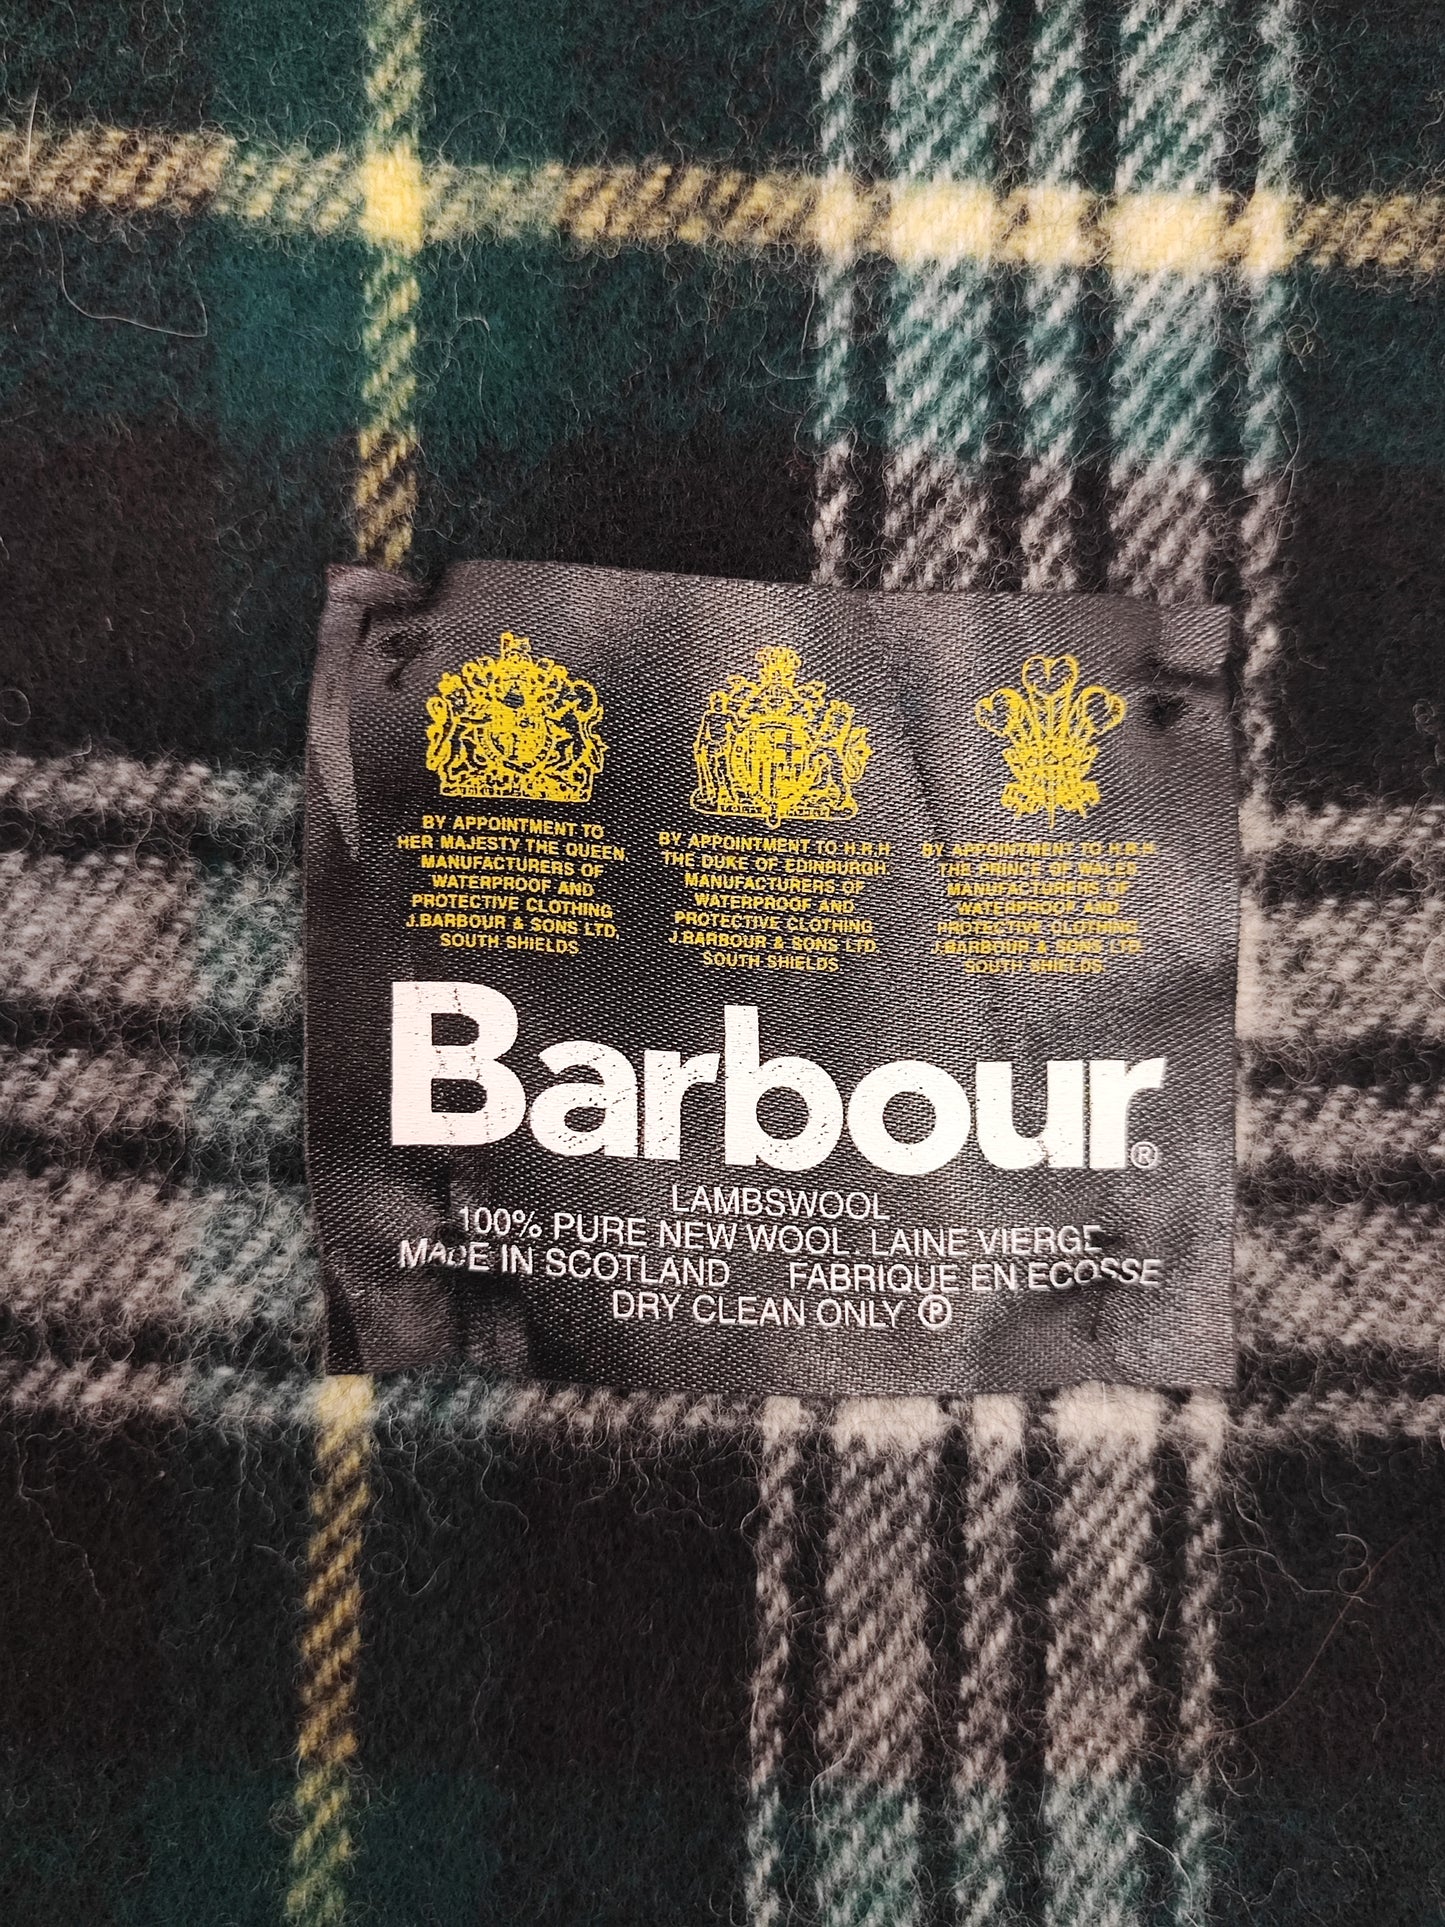 BY APPOINTMENT TO
HER MAJESTY THE QUEEN.
MANUFACTURERS OF
WATERPROOF AND
PROTECTIVE CLOTHING
J.BARBOUR & SONS LTD,
SOUTH SHIELDS
BY APPOINTMENT TO H.R.H.
THE DUKE OF EDINBURGH.
MANUFACTURERS OF
WATERPROOF AND
PROTECTIVE CLOTHING
J.BARBOUR & SONS LTD.
SOUTH SHIELDS
BY APPOINTMENT TO H.R.H.
THE PRINCE OF WALES
MANUFACTURERS OF
WATERPROOF AND
PROTECTIVE CLOTHING
J.BARBOUR & SONS LTD.
SOUTH SHIELDS
Barbour®
LAMBSWOOL
100% PURE NEW WOOL. LAINE VIERGE
MADE IN SCOTLAND FABRIQUE EN ECOSSE
DRY CLEAN ONLY Ⓟ